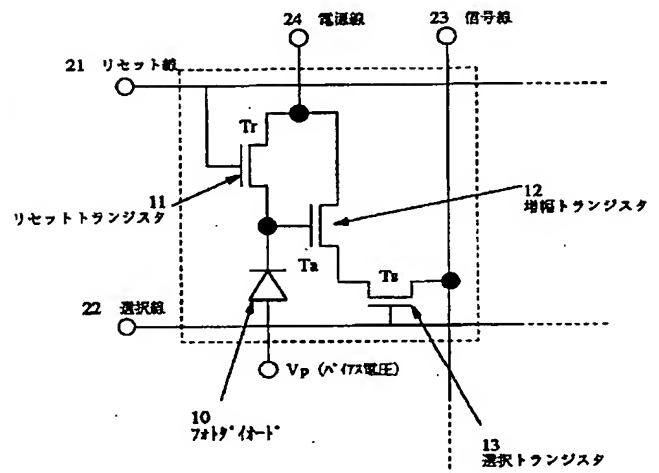 24 電源線
23 信号線
21 リセット線
Tr
11
リセットトランジスタ
12
増幅トランジスタ
Ta
Ts
22 選択線
Vp (バイアス電圧)
10
フォトダイオード
13
選択トランジスタ